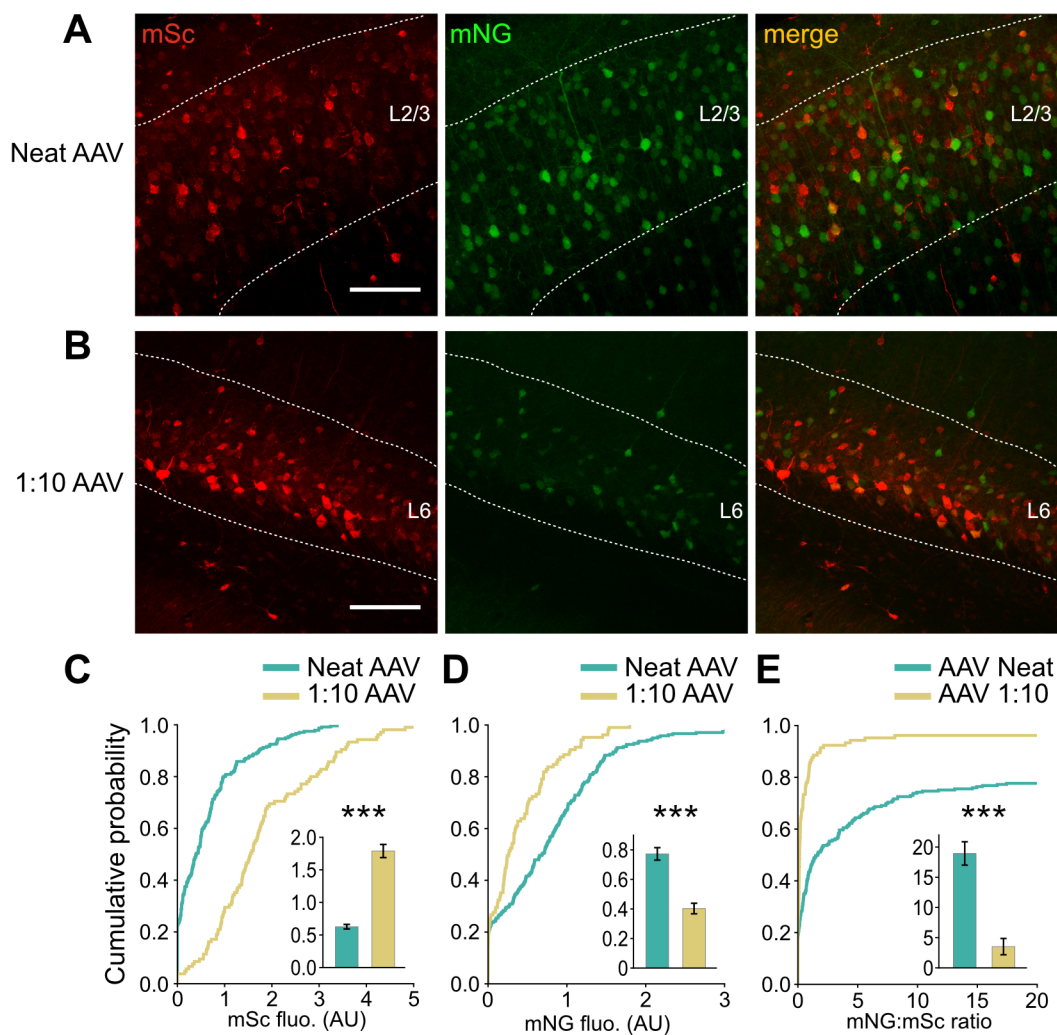 A
mSc
mNG
merge
Neat AAV
L2/3
L2/3
L2/3
B
1:10 AAV
L6
L6
L6
C
Neat AAV
1:10 AAV
D
Neat AAV
1:10 AAV
E
AAV Neat
AAV 1:10
Cumulative probability
1.0
0.8
0.6
0.4
0.2
0.0
0
1
2
3
4
5
mSc fluo. (AU)
***
2.0
1.5
1.0
0.5
0.0
1.0
0.8
0.6
0.4
0.2
0.0
0
1
2
3
mNG fluo. (AU)
***
0.8
0.6
0.4
0.2
0
1.0
0.8
0.6
0.4
0.2
0.0
0
5
10
15
20
mNG:mSc ratio
***
20
15
10
5
0